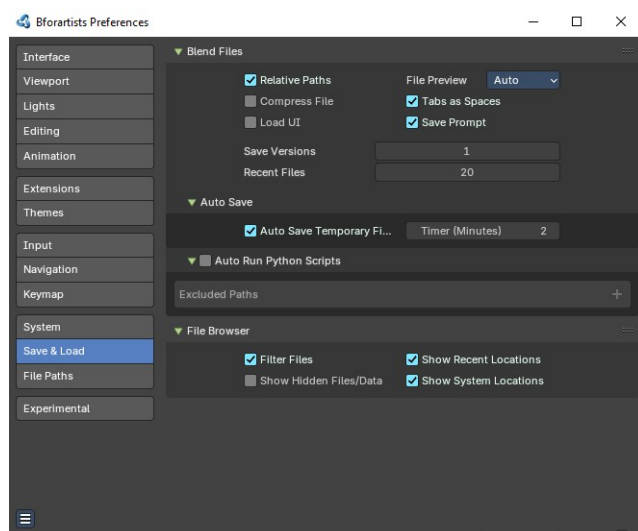 Bforartists Preferences
Interface
Viewport
Lights
Editing
Animation
Extensions
Themes
Input
Navigation
Keymap
System
Save & Load
File Paths
Experimental
Blend Files
Relative Paths
File Preview Auto
Compress File
Tabs as Spaces
Load UI
Save Prompt
Save Versions 1
Recent Files 20
Auto Save
Auto Save Temporary Fi... Timer (Minutes) 2
Auto Run Python Scripts
Excluded Paths
File Browser
Filter Files
Show Recent Locations
Show Hidden Files/Data
Show System Locations